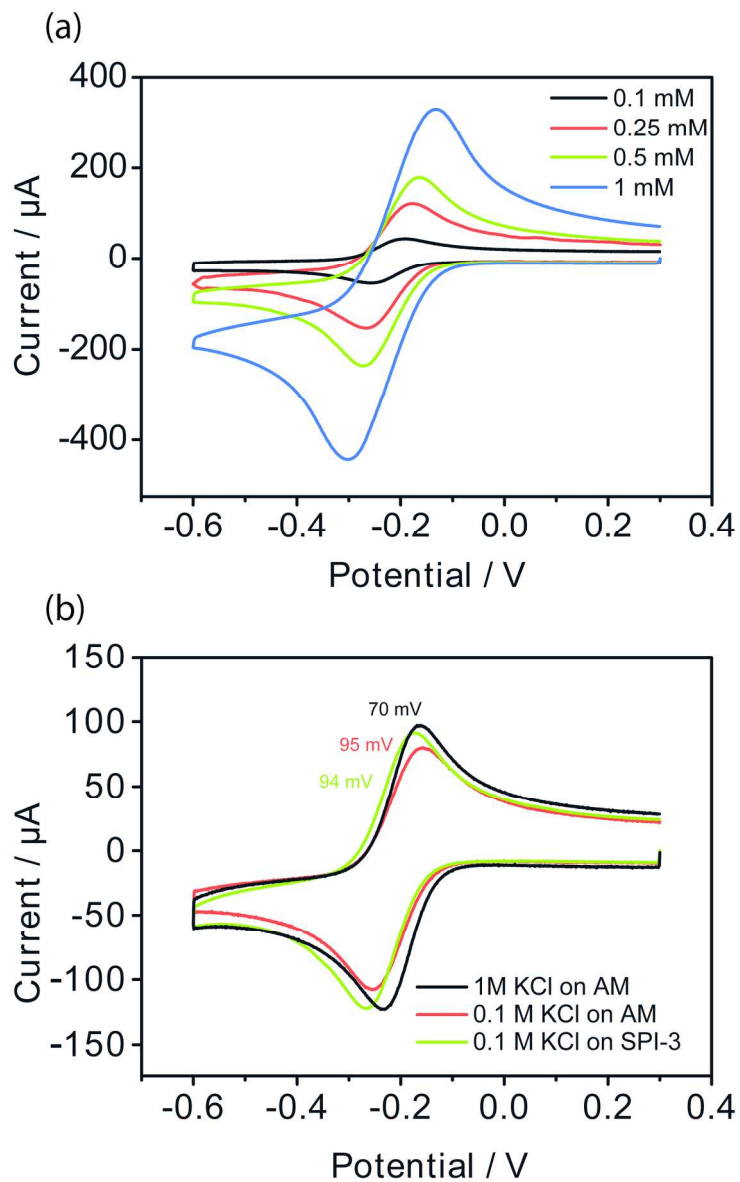 (a)
400
200
0
-200
-400
Current / µA
0.1 mM
0.25 mM
0.5 mM
1 mM
-0.6 -0.4 -0.2 0.0 0.2 0.4
Potential / V
(b)
150
100
50
0
-50
-100
-150
Current / µA
70 mV
95 mV
94 mV
1M KCl on AM
0.1 M KCl on AM
0.1 M KCl on SPI-3
-0.6 -0.4 -0.2 0.0 0.2 0.4
Potential / V